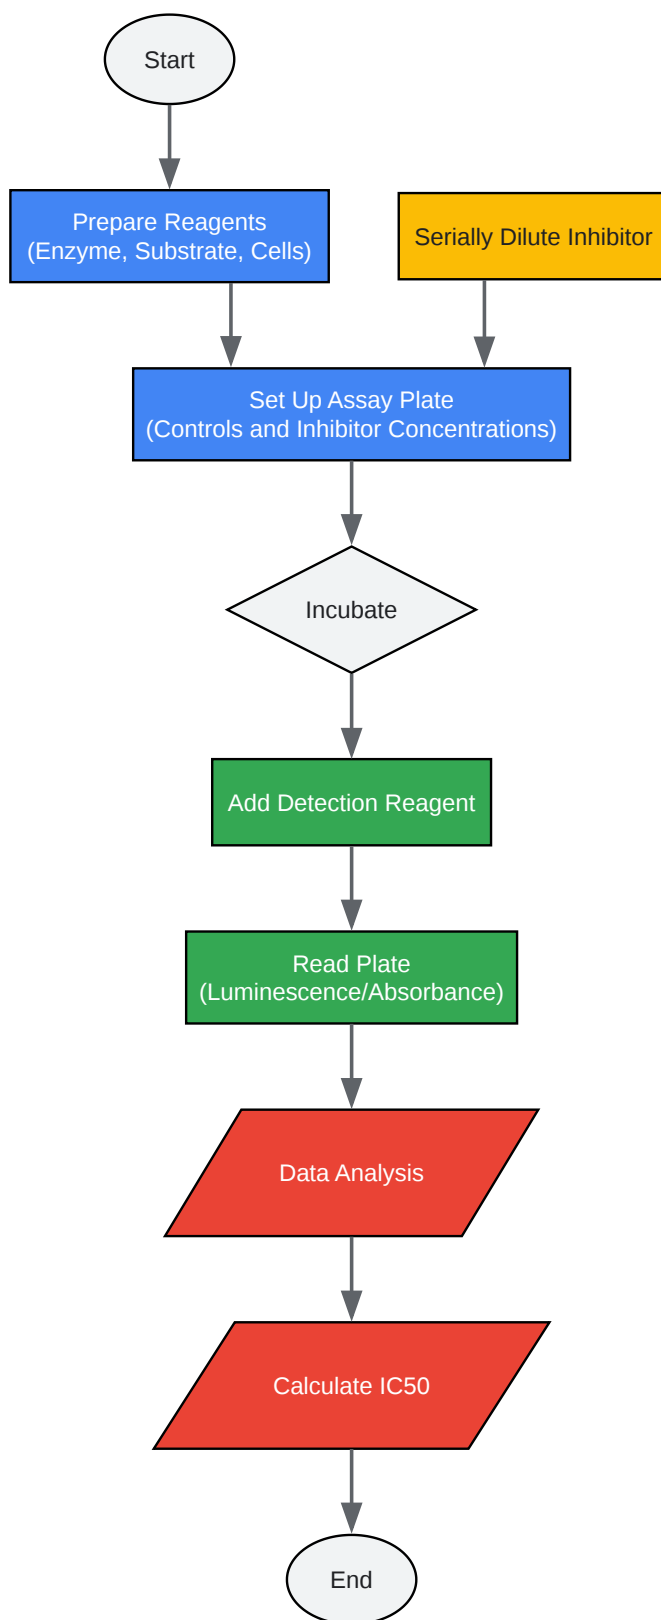 Start
Prepare Reagents
(Enzyme, Substrate, Cells)
Serially Dilute Inhibitor
Set Up Assay Plate
(Controls and Inhibitor Concentrations)
Incubate
Add Detection Reagent
Read Plate
(Luminescence/Absorbance)
Data Analysis
Calculate IC50
End